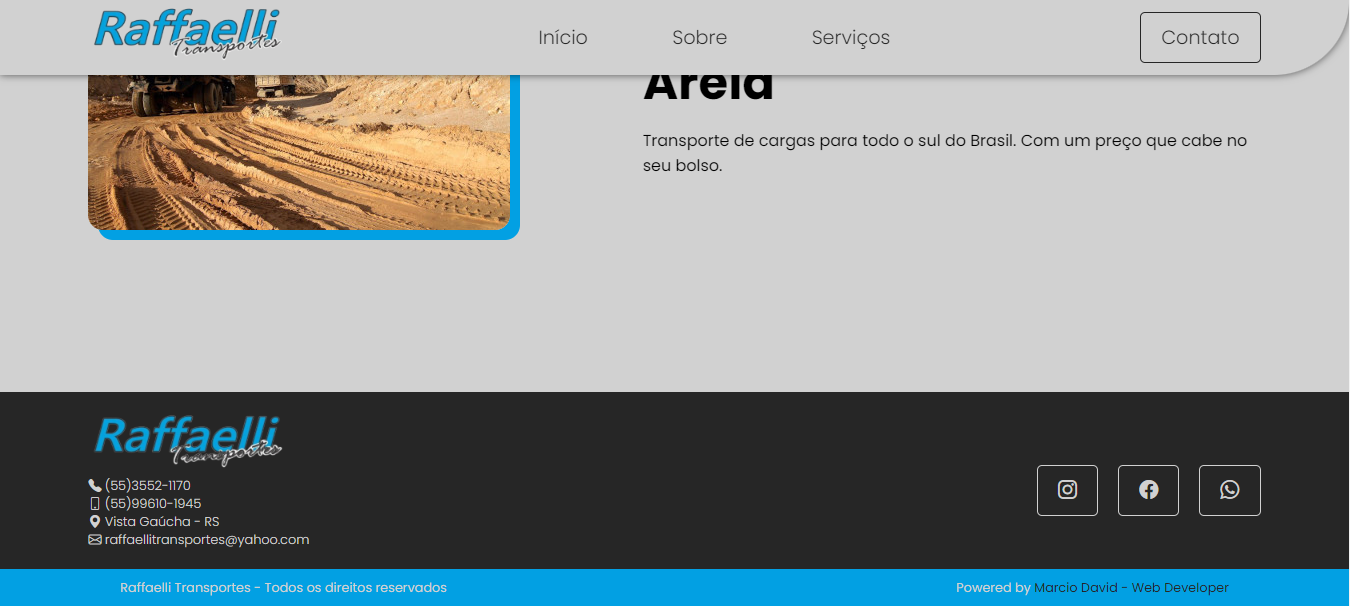 Raffaelli
Transportes
Início
Sobre
Serviços
Contato
Areia
Transporte de cargas para todo o sul do Brasil. Com um preço que cabe no
seu bolso.
Raffaelli
Transportes
(55)3552-1170
(55)99610-1945
Vista Gaúcha - RS
raffaellitransportes@yahoo.com
Raffaelli Transportes - Todos os direitos reservados
Powered by Marcio David - Web Developer